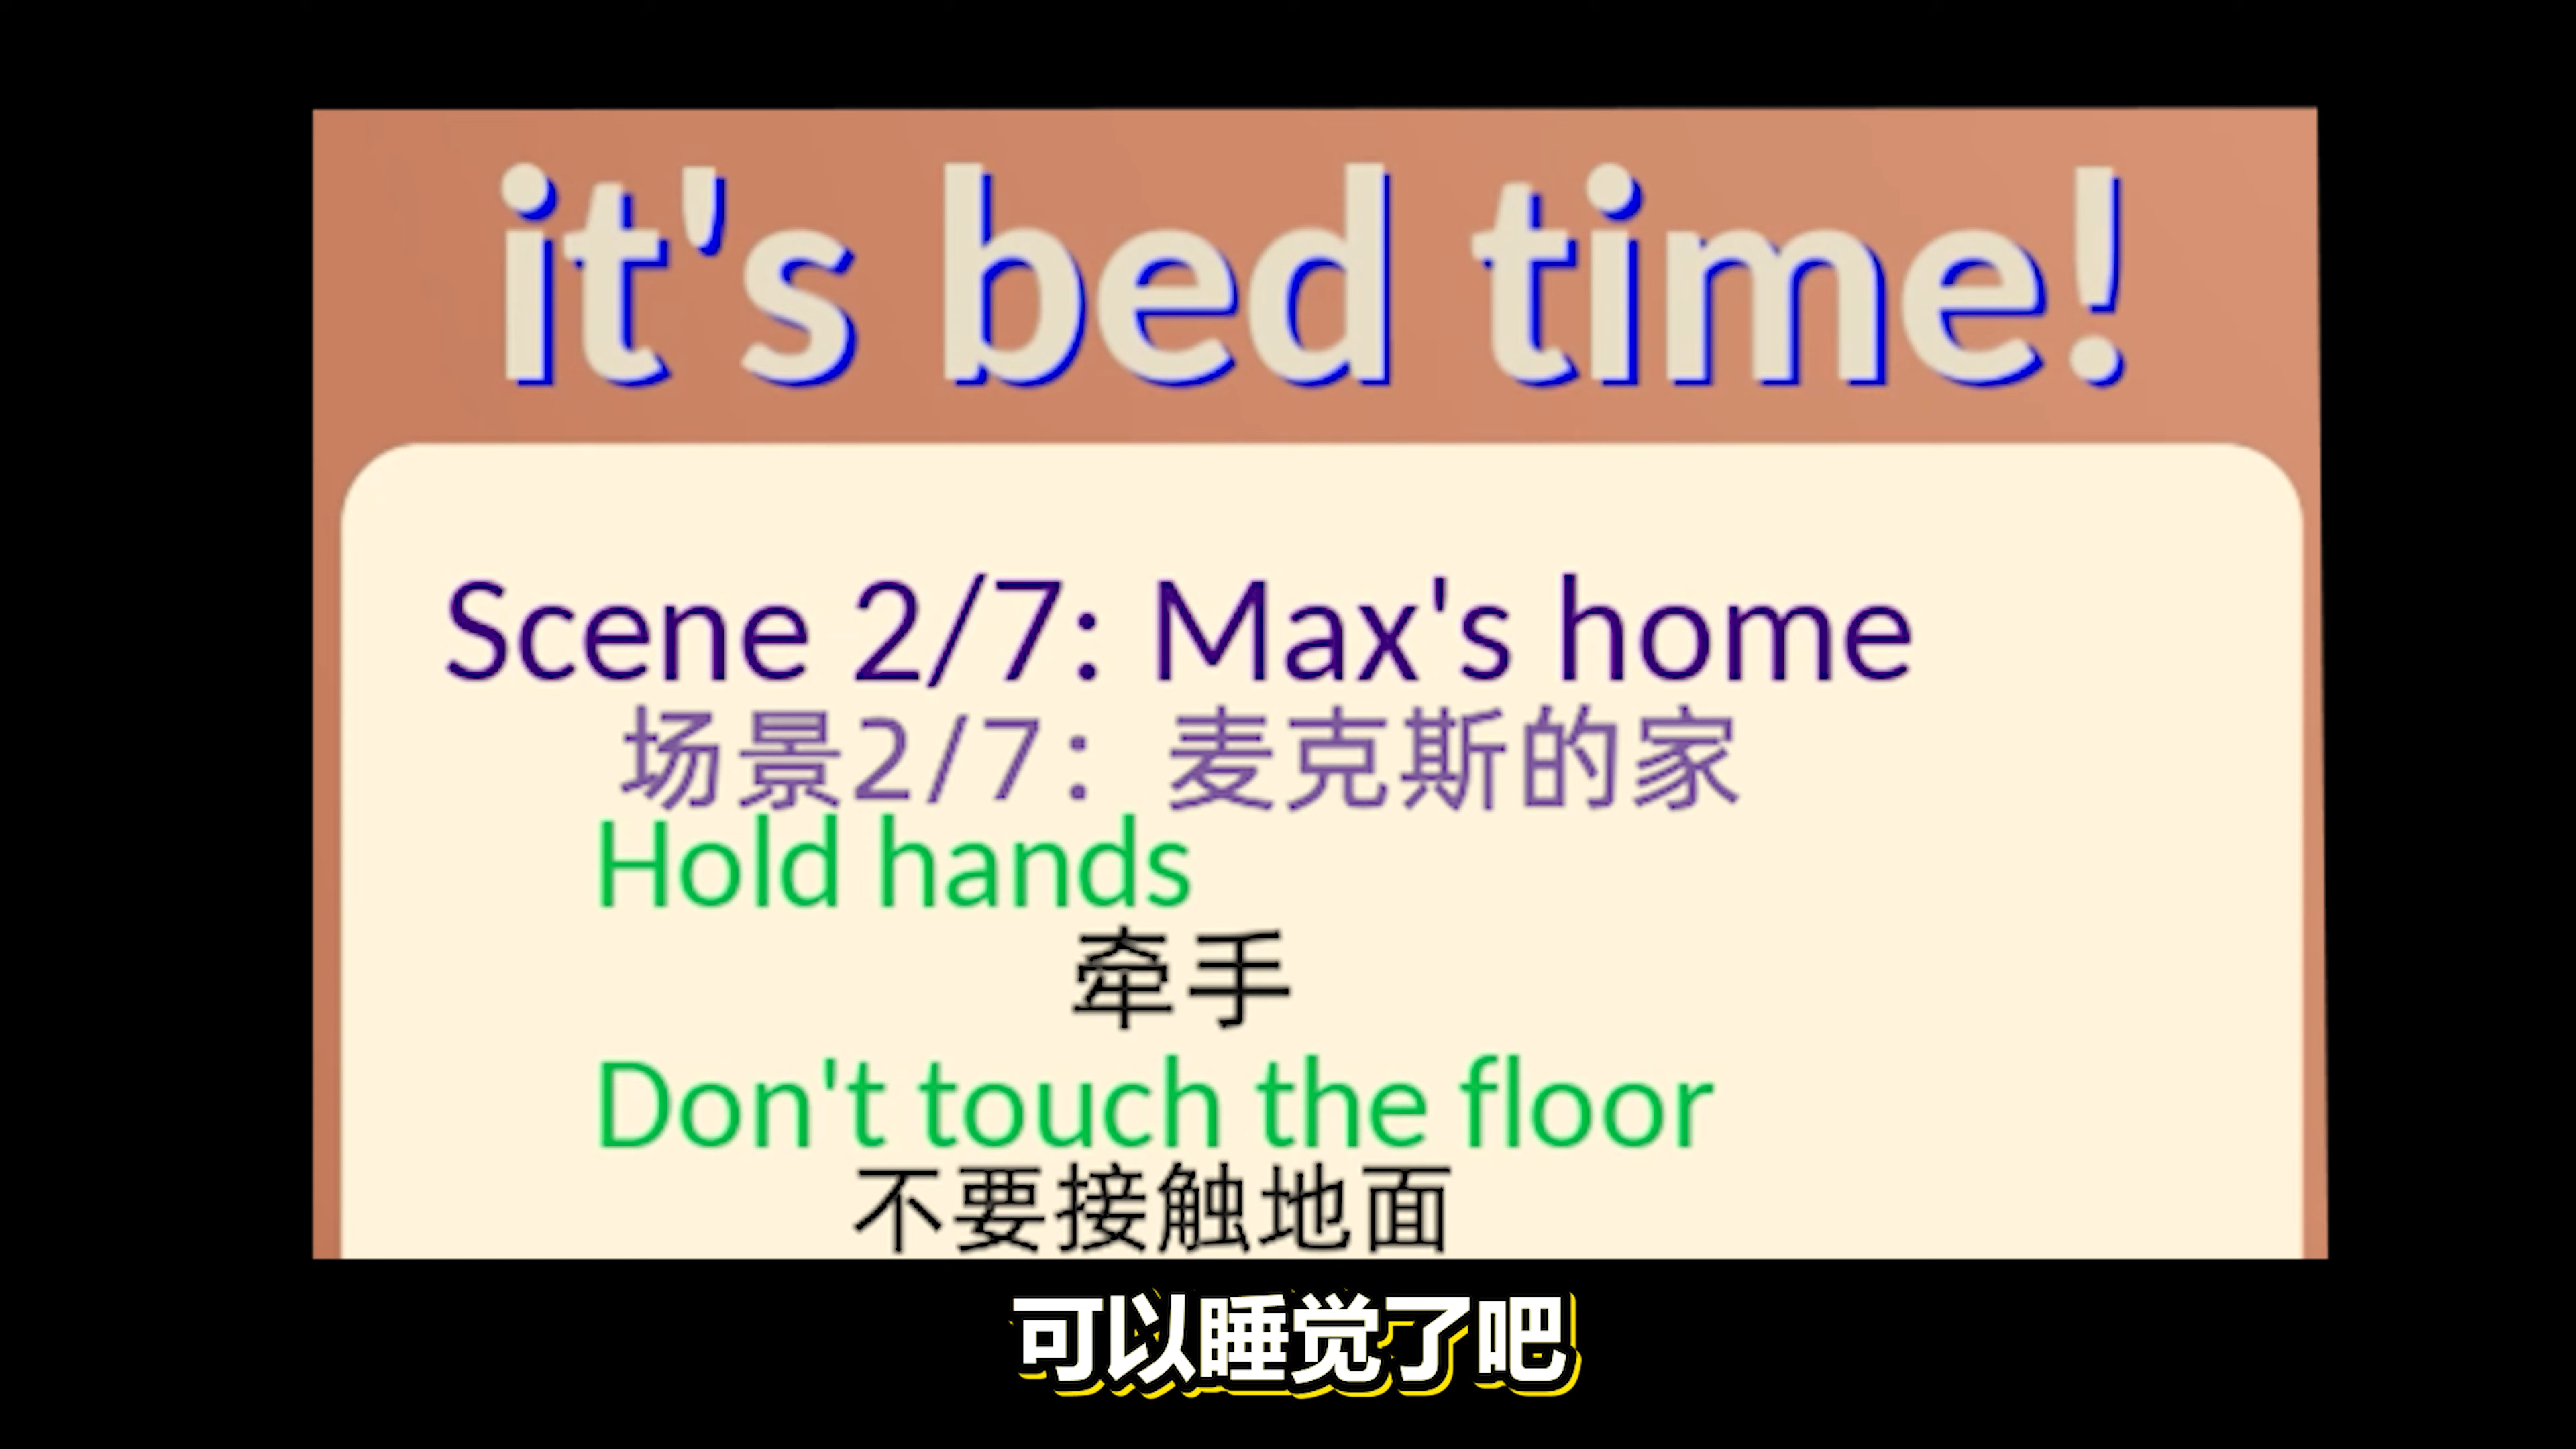 it's bed time!
Scene 2/7: Max's home
场景2/7：麦克斯的家
Hold hands
牵手
Don't touch the floor
不要接触地面
可以睡觉了吧